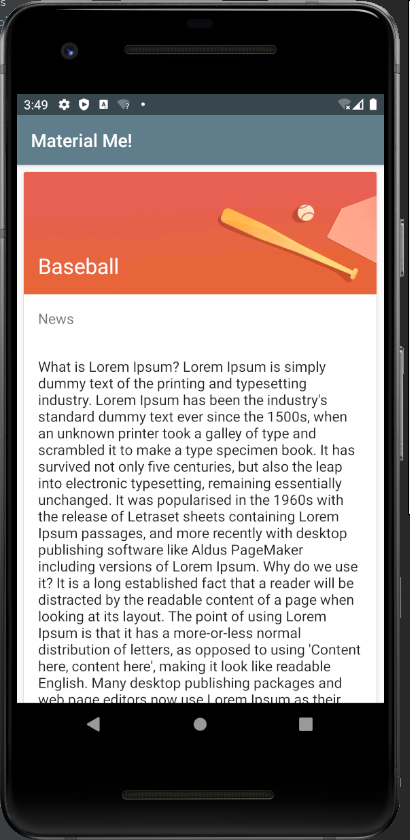 3:49
Material Me!
Baseball
News
What is Lorem Ipsum? Lorem Ipsum is simply
dummy text of the printing and typesetting
industry. Lorem Ipsum has been the industry's
standard dummy text ever since the 1500s, when
an unknown printer took a galley of type and
scrambled it to make a type specimen book. It has
survived not only five centuries, but also the leap
into electronic typesetting, remaining essentially
unchanged. It was popularised in the 1960s with
the release of Letraset sheets containing Lorem
Ipsum passages, and more recently with desktop
publishing software like Aldus PageMaker
including versions of Lorem Ipsum. Why do we use
it? It is a long established fact that a reader will be
distracted by the readable content of a page when
looking at its layout. The point of using Lorem
Ipsum is that it has a more-or-less normal
distribution of letters, as opposed to using 'Content
here, content here', making it look like readable
English. Many desktop publishing packages and
web page editors now use Lorem Ipsum as their